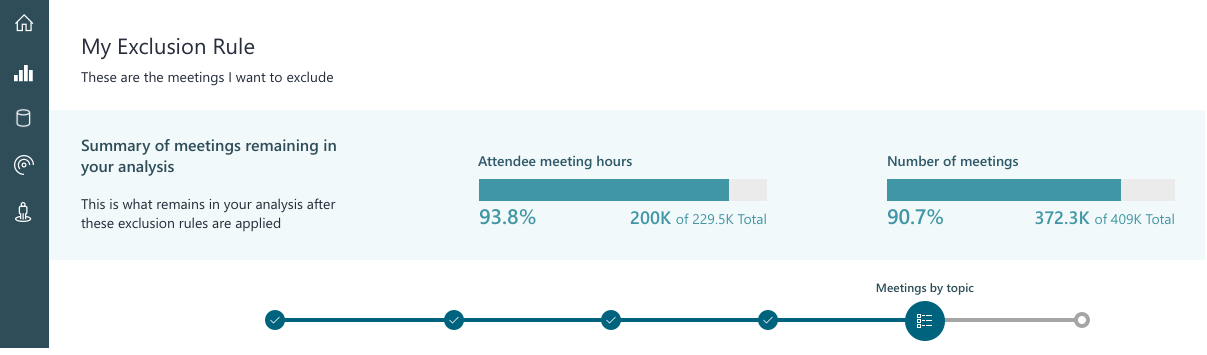 My Exclusion Rule
These are the meetings I want to exclude
Summary of meetings remaining in
your analysis
This is what remains in your analysis after
these exclusion rules are applied
Attendee meeting hours
93.8% 200K of 229.5K Total
Number of meetings
90.7% 372.3K of 409K Total
Meetings by topic